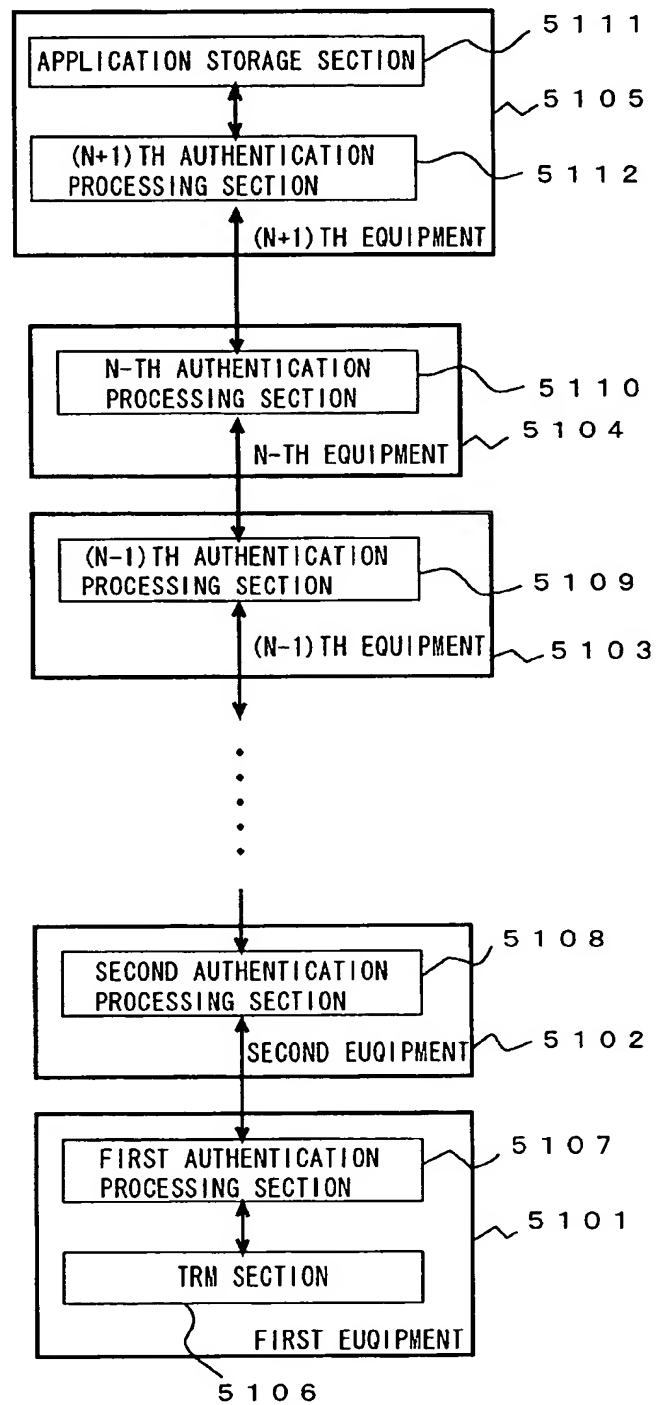 5111
APPLICATION STORAGE SECTION
5105
(N+1)TH AUTHENTICATION
PROCESSING SECTION
5112
(N+1)TH EQUIPMENT
N-TH AUTHENTICATION
PROCESSING SECTION
5110
5104
N-TH EQUIPMENT
(N-1)TH AUTHENTICATION
PROCESSING SECTION
5109
(N-1)TH EQUIPMENT
5103
5108
SECOND AUTHENTICATION
PROCESSING SECTION
5102
SECOND EUQIPMENT
5107
FIRST AUTHENTICATION
PROCESSING SECTION
5101
TRM SECTION
FIRST EUQIPMENT
5106